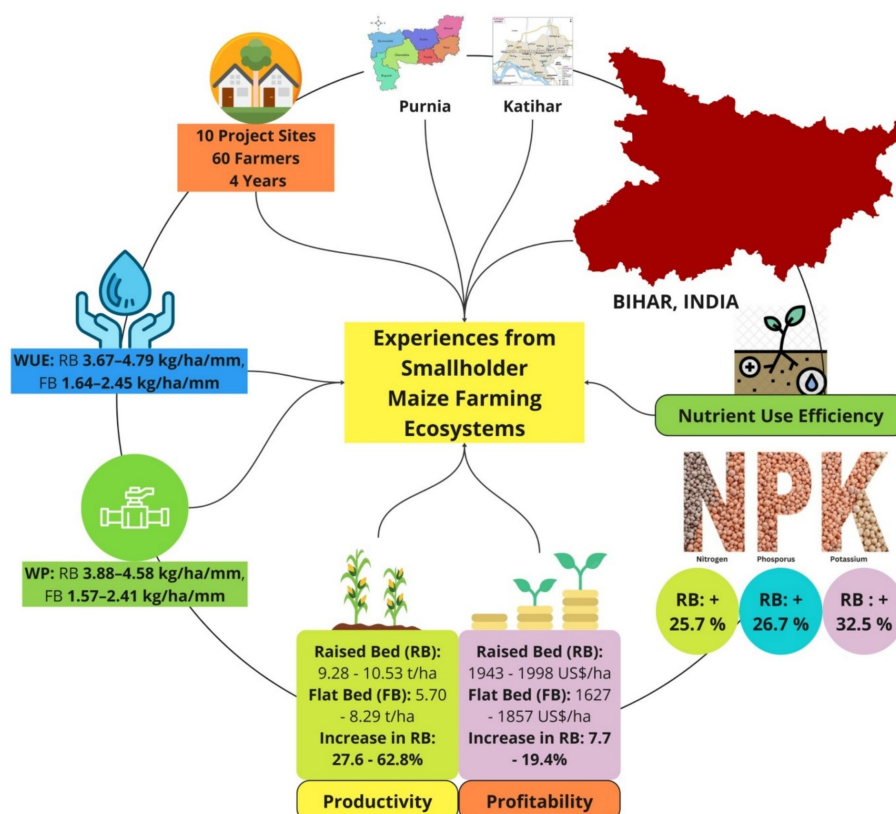 Purnia
Katihar
10 Project Sites
60 Farmers
4 Years
BIHAR, INDIA
WUE: RB 3.67–4.79 kg/ha/mm,
FB 1.64–2.45 kg/ha/mm
Experiences from
Smallholder
Maize Farming
Ecosystems
Nutrient Use Efficiency
NPK
Nitrogen
Phosporus
Potassium
WP: RB 3.88–4.58 kg/ha/mm,
FB 1.57–2.41 kg/ha/mm
RB: +
25.7 %
RB: +
26.7 %
RB : +
32.5 %
Raised Bed (RB):
9.28 - 10.53 t/ha
Flat Bed (FB): 5.70
- 8.29 t/ha
Increase in RB:
27.6 - 62.8%
Raised Bed (RB):
1943 - 1998 US$/ha
Flat Bed (FB): 1627
- 1857 US$/ha
Increase in RB: 7.7
- 19.4%
Productivity
Profitability